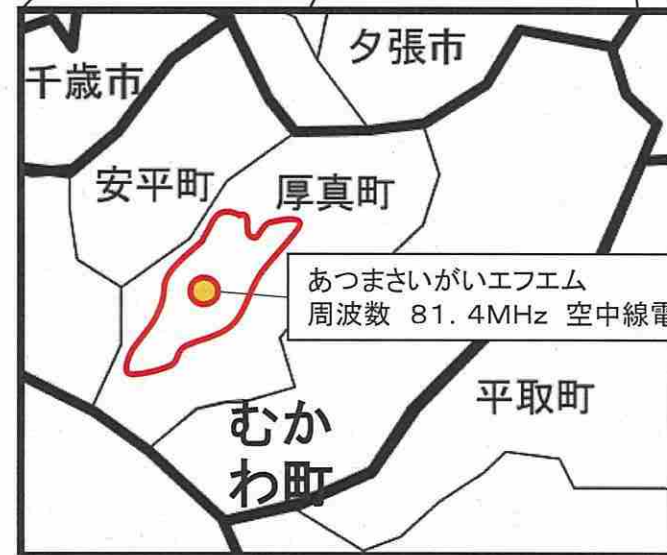 夕張市
千歳市
安平町
厚真町
あつまさいがいエフエム
周波数 81.4MHz 空中線電
平取町
むか
わ町